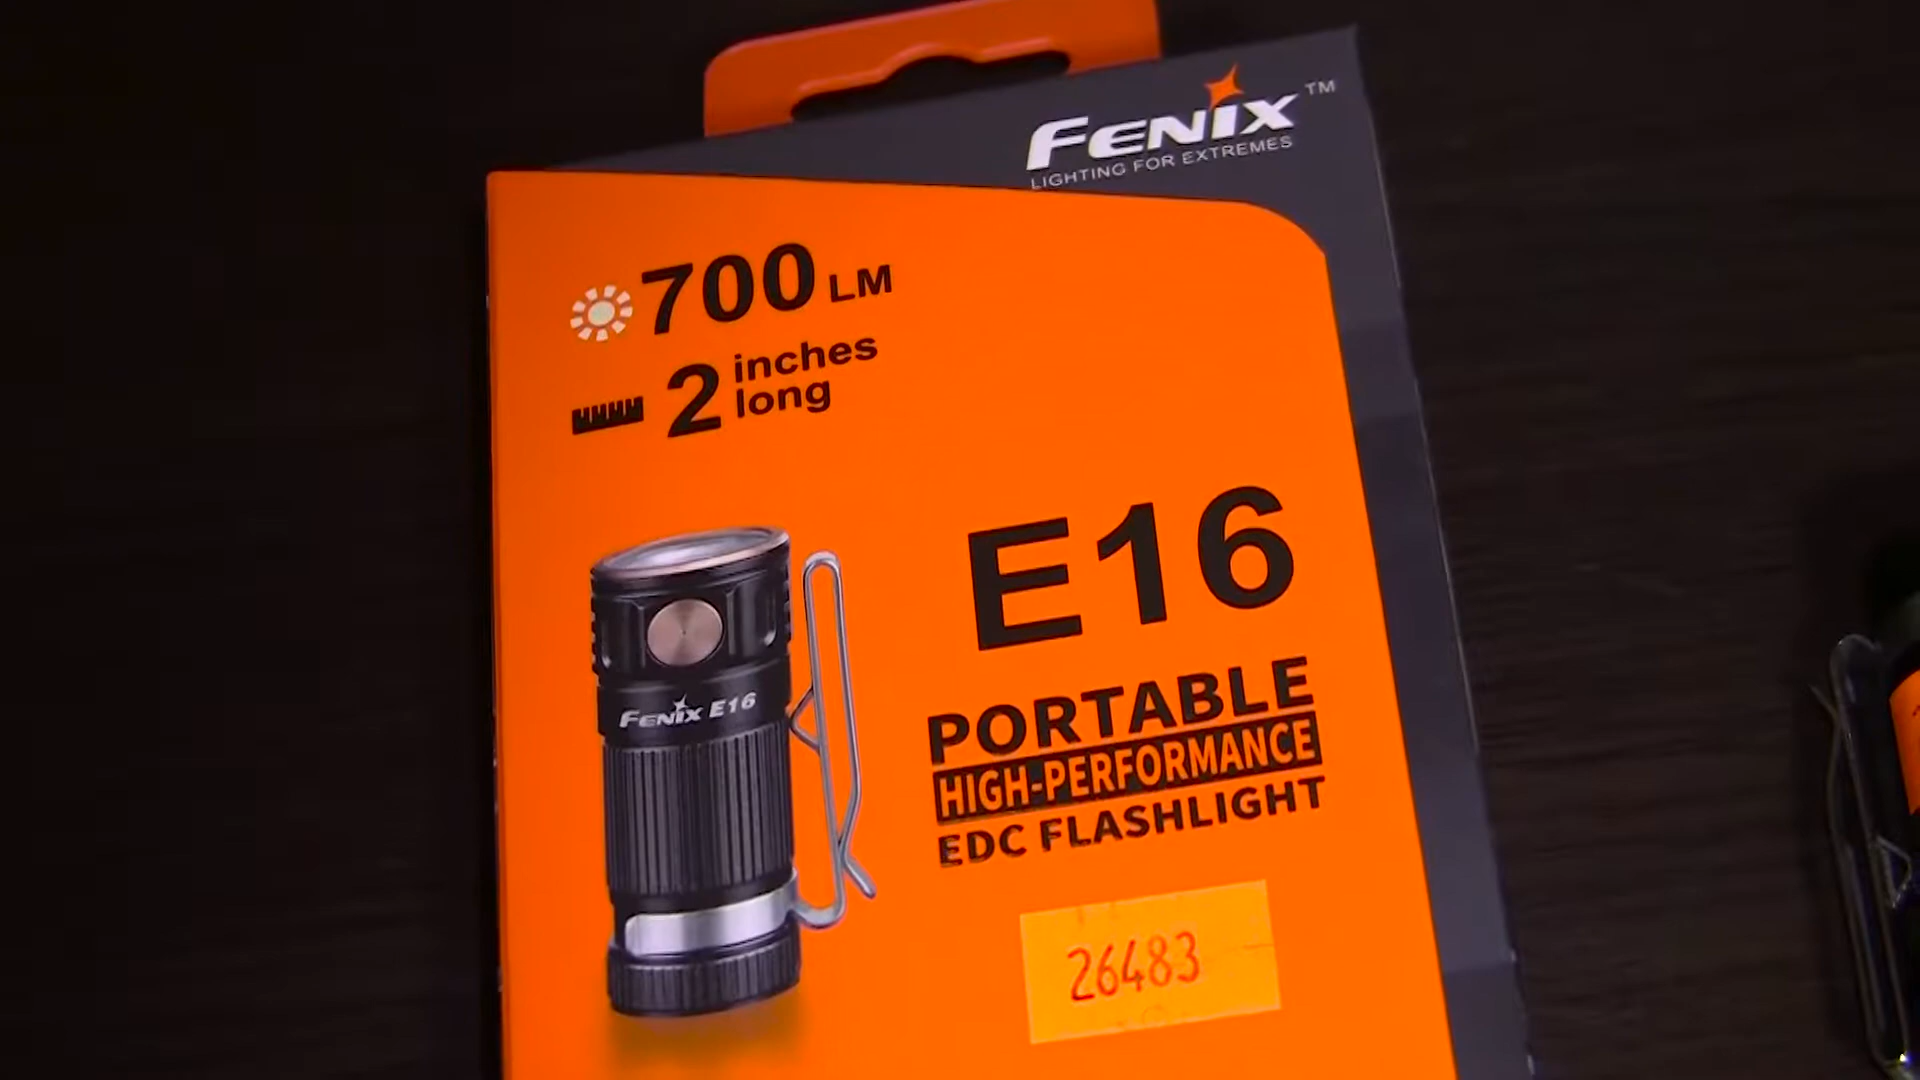 FENIX™
LIGHTING FOR EXTREMES
700 LM
2 inches
long
E16
FENIX E16
PORTABLE
HIGH-PERFORMANCE
EDC FLASHLIGHT
26483